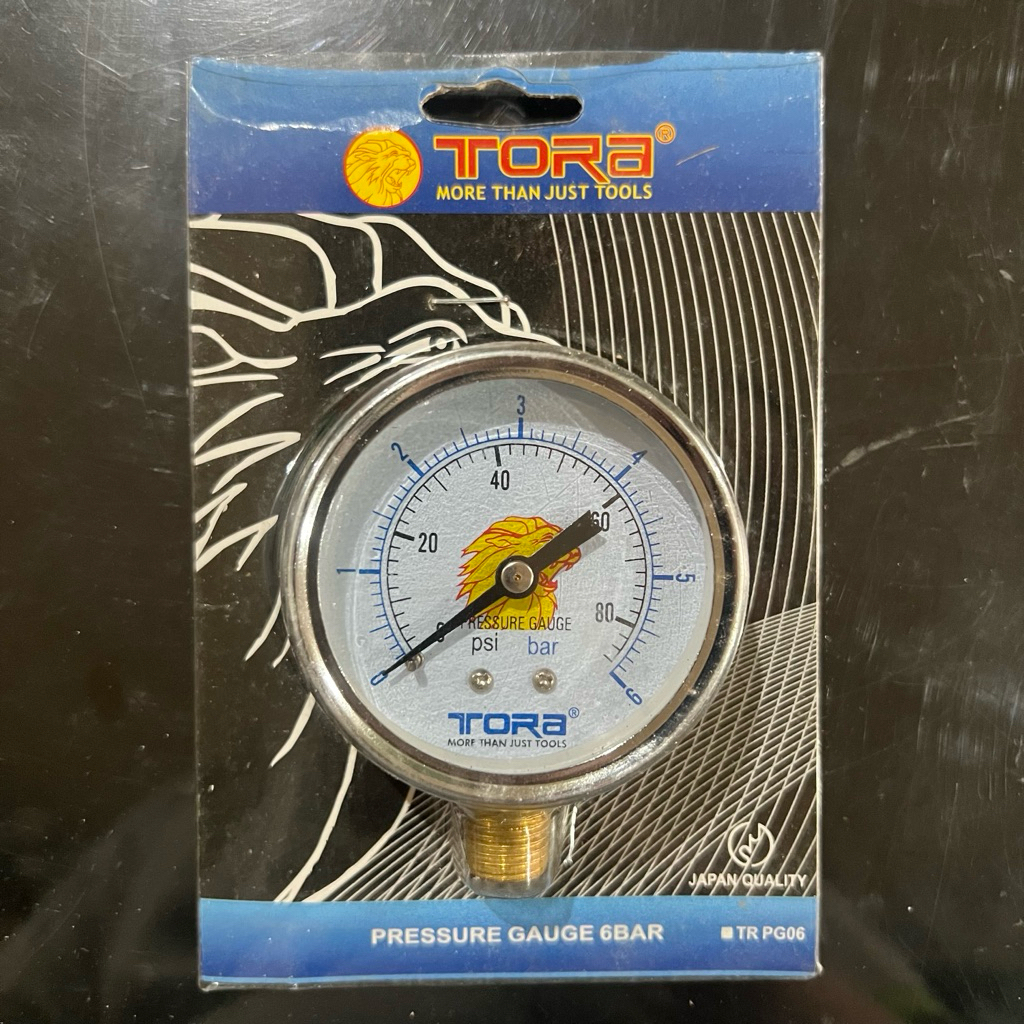 TORa®
MORE THAN JUST TOOLS
3
2
4
40
60
20
1
5
80
0
PRESSURE GAUGE
psi bar
0
6
TORa®
MORE THAN JUST TOOLS
JAPAN QUALITY
PRESSURE GAUGE 6BAR
TR PG06